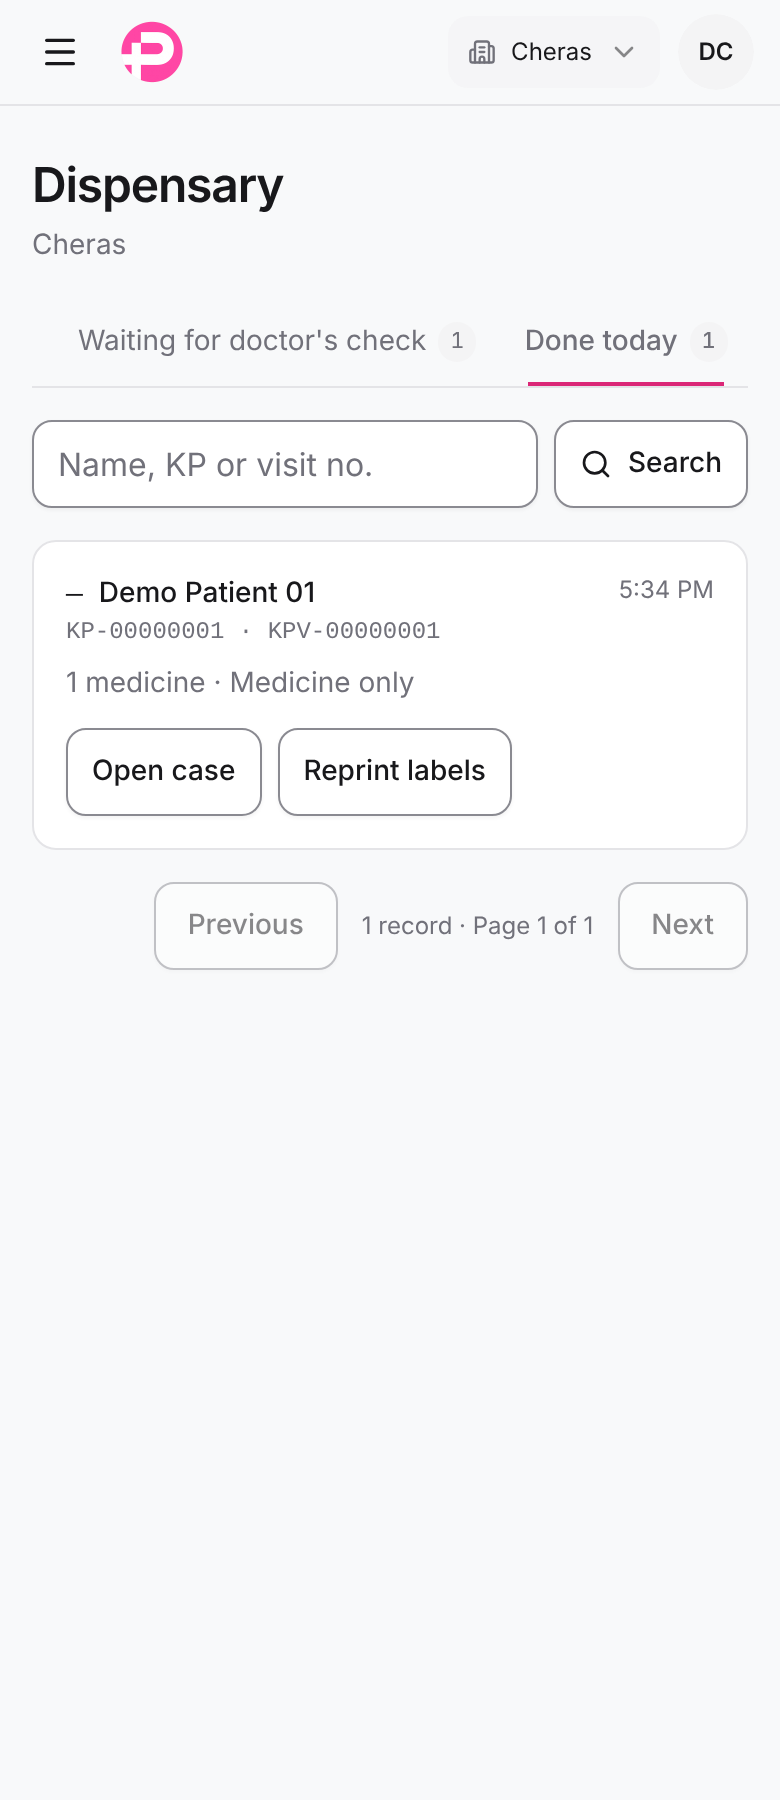 Cheras
DC
Dispensary
Cheras
Waiting for doctor's check 1
Done today 1
Name, KP or visit no.
Search
– Demo Patient 01
5:34 PM
KP-00000001 · KPV-00000001
1 medicine · Medicine only
Open case
Reprint labels
Previous
1 record · Page 1 of 1
Next